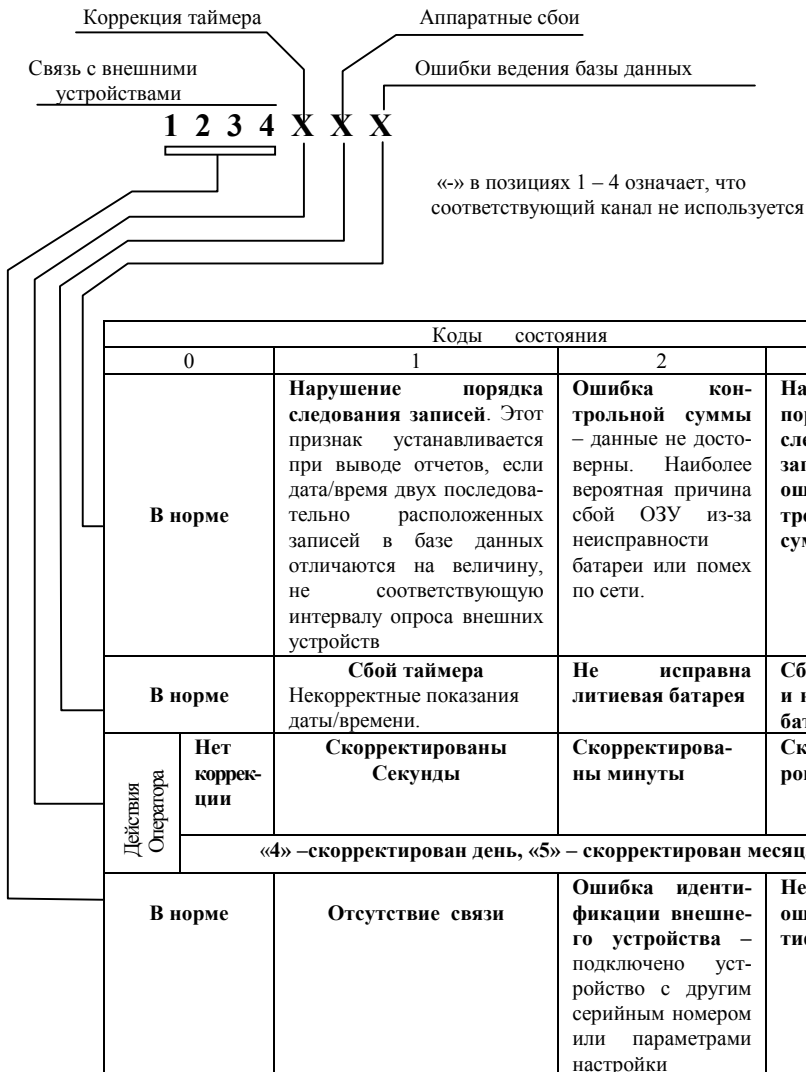 Коррекция таймера
Аппаратные сбои
Связь с внешними
устройствами
Ошибки ведения базы данных
1 2 3 4 X X X
«-» в позициях 1 – 4 означает, что
соответствующий канал не используется
Коды состояния
0
1
2
В норме
Нарушение порядка
следования записей. Этот
признак устанавливается
при выводе отчетов, если
дата/время двух последова-
тельно расположенных
записей в базе данных
отличаются на величину,
не соответствующую
интервалу опроса внешних
устройств
Ошибка кон-
трольной суммы
– данные не досто-
верны. Наиболее
вероятная причина
сбой ОЗУ из-за
неисправности
батареи или помех
по сети.
В норме
Сбой таймера
Некорректные показания
даты/времени.
Не исправна
литиевая батарея
Действия
Оператора
Нет
коррек-
ции
Скорректированы
Секунды
Скорректирова-
ны минуты
«4» –скорректирован день, «5» – скорректирован месяц
В норме
Отсутствие связи
Ошибка иденти-
фикации внешне-
го устройства –
подключено уст-
ройство с другим
серийным номером
или параметрами
настройки